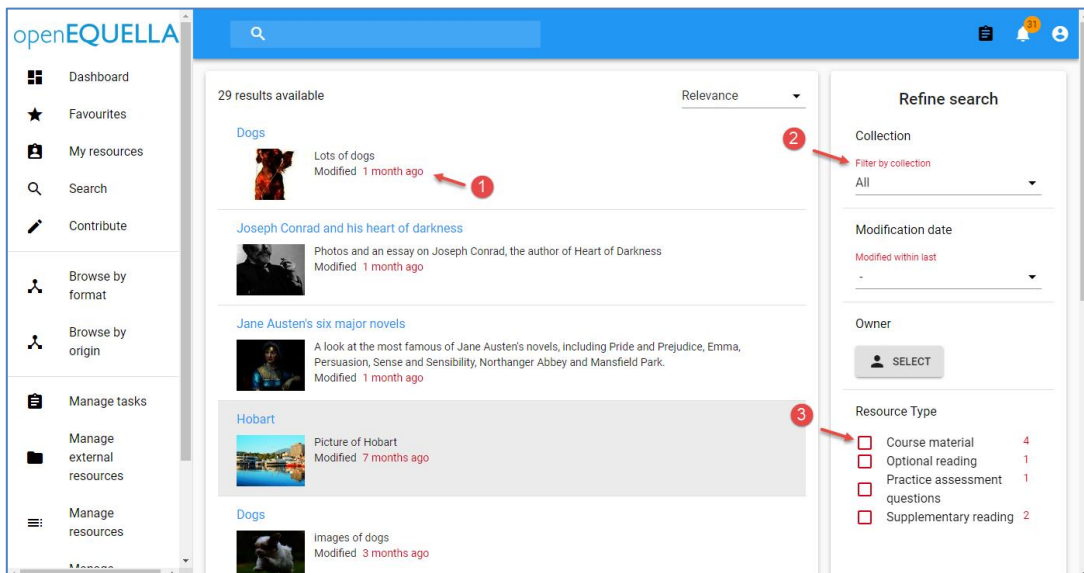 openEQUELLA
31
Dashboard
Favourites
My resources
Search
Contribute
Browse by
format
Browse by
origin
Manage tasks
Manage
external
resources
Manage
resources
29 results available
Relevance
Dogs
Lots of dogs
Modified 1 month ago
1
Joseph Conrad and his heart of darkness
Photos and an essay on Joseph Conrad, the author of Heart of Darkness
Modified 1 month ago
Jane Austen's six major novels
A look at the most famous of Jane Austen's novels, including Pride and Prejudice, Emma,
Persuasion, Sense and Sensibility, Northanger Abbey and Mansfield Park.
Modified 1 month ago
Hobart
Picture of Hobart
Modified 7 months ago
Dogs
images of dogs
Modified 3 months ago
Refine search
Collection
2
Filter by collection
All
Modification date
Modified within last
-
Owner
SELECT
Resource Type
3
Course material 4
Optional reading 1
Practice assessment 1
questions
Supplementary reading 2